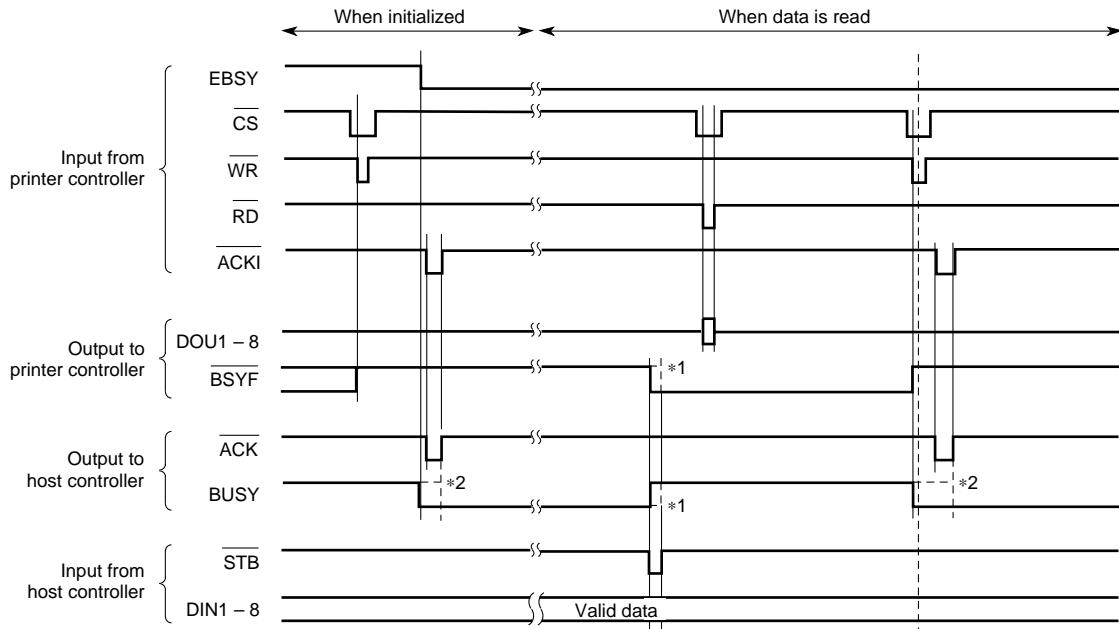 When initialized
When data is read
Input from
printer controller
EBSY
CS
WR
RD
ACKI
Output to
printer controller
DOU1 – 8
BSYF
*1
Output to
host controller
ACK
BUSY
*2
*1
*2
Input from
host controller
STB
DIN1 – 8
Valid data